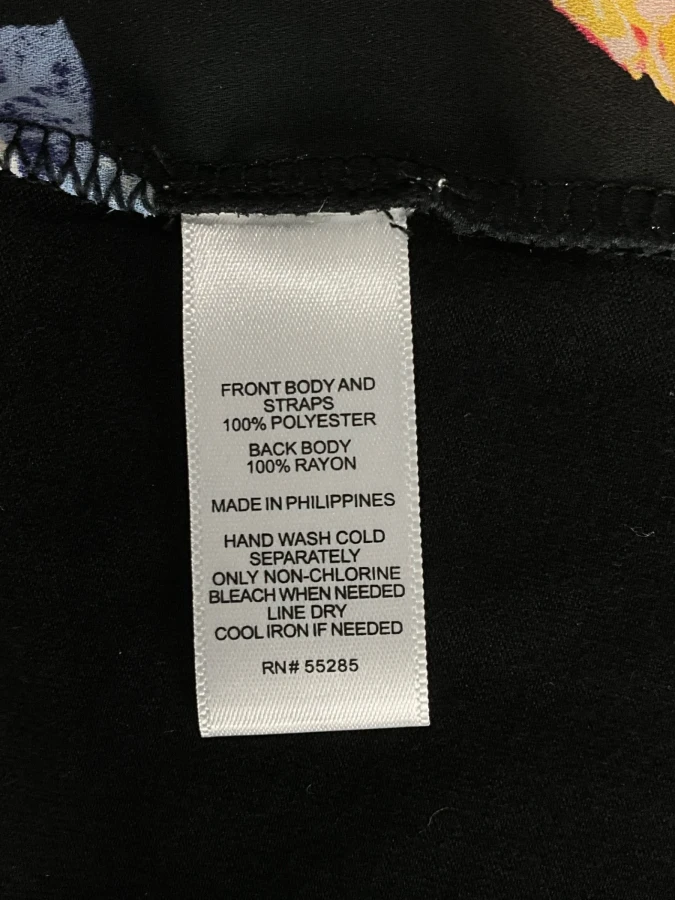 FRONT BODY AND
STRAPS
100% POLYESTER
BACK BODY
100% RAYON
MADE IN PHILIPPINES
HAND WASH COLD
SEPARATELY
ONLY NON-CHLORINE
BLEACH WHEN NEEDED
LINE DRY
COOL IRON IF NEEDED
RN# 55285